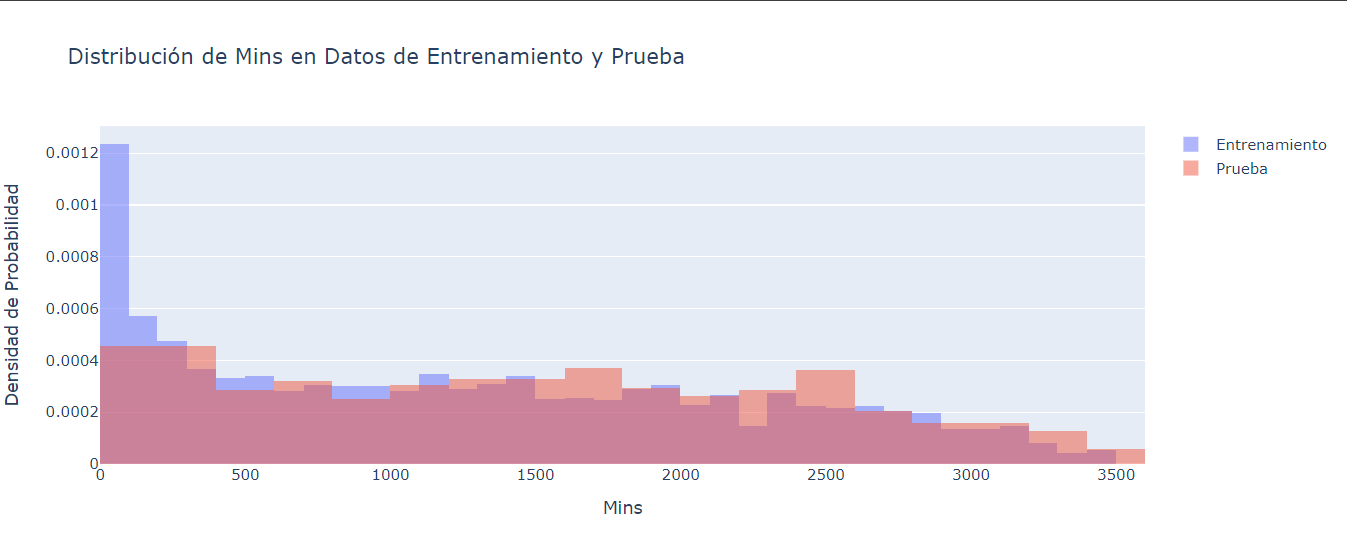 Distribución de Mins en Datos de Entrenamiento y Prueba
Entrenamiento
Prueba
Densidad de Probabilidad
0.0012
0.001
0.0008
0.0006
0.0004
0.0002
0
0 500 1000 1500 2000 2500 3000 3500
Mins